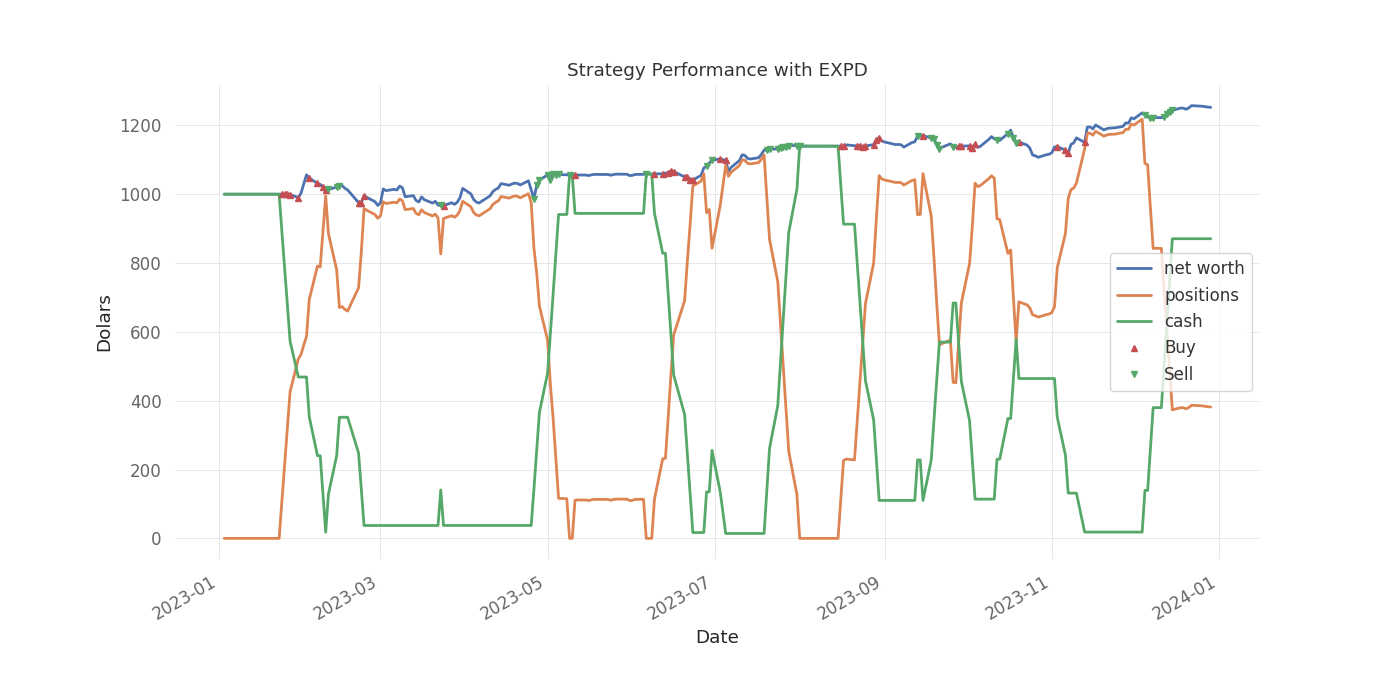 Strategy Performance with EXPD
1200
1000
800
600
400
200
0
Dolars
net worth
positions
cash
Buy
Sell
2023-01
2023-03
2023-05
2023-07
2023-09
2023-11
2024-01
Date